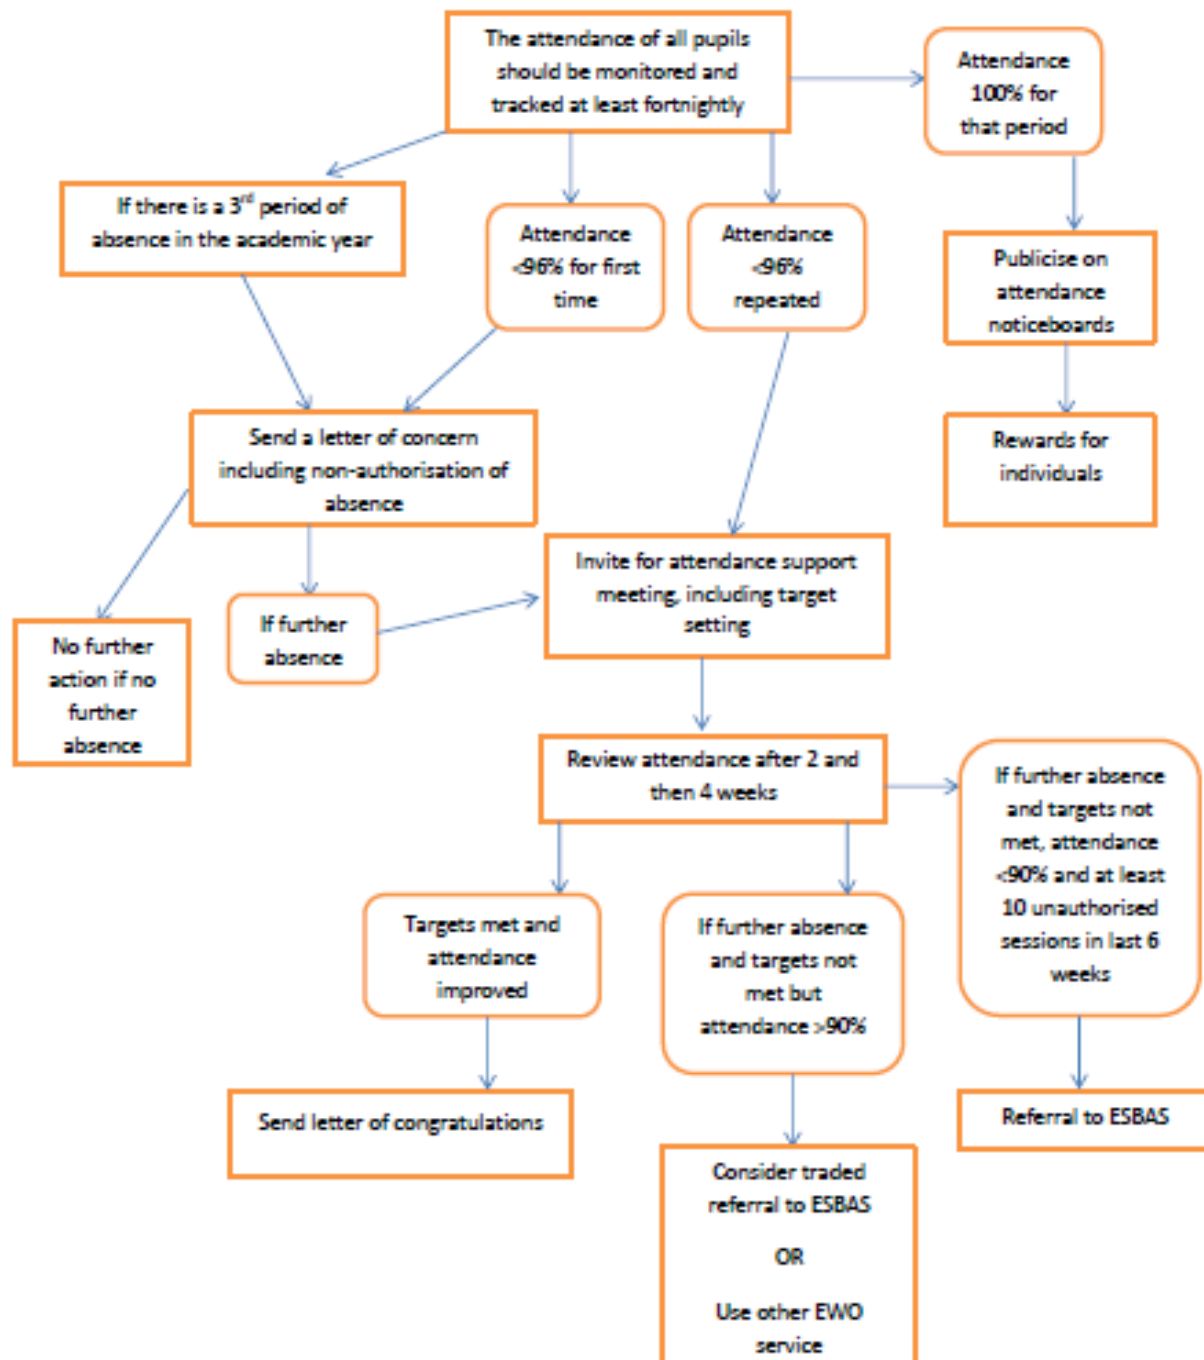 The attendance of all pupils
should be monitored and
tracked at least fortnightly
Attendance
100% for
that period
If there is a 3rd period of
absence in the academic year
Attendance
<96% for first
time
Attendance
<96%
repeated
Publicise on
attendance
noticeboards
Send a letter of concern
including non-authorisation of
absence
Rewards for
individuals
Invite for attendance support
meeting, including target
setting
If further
absence
No further
action if no
further
absence
Review attendance after 2 and
then 4 weeks
If further absence
and targets not
met, attendance
<90% and at least
10 unauthorised
sessions in last 6
weeks
Targets met and
attendance
improved
If further absence
and targets not
met but
attendance >90%
Send letter of congratulations
Referral to ESBAS
Consider traded
referral to ESBAS
OR
Use other EWO
service